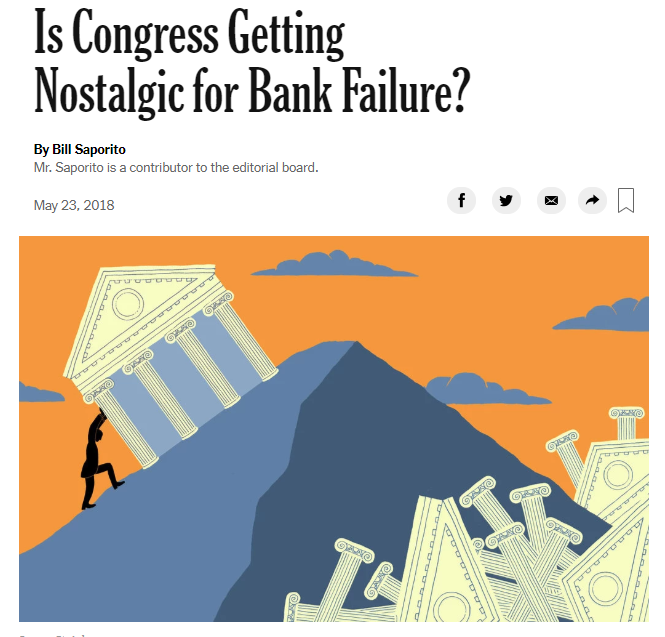 Is Congress Getting
Nostalgic for Bank Failure?
By Bill Saporito
Mr. Saporito is a contributor to the editorial board.
May 23, 2018